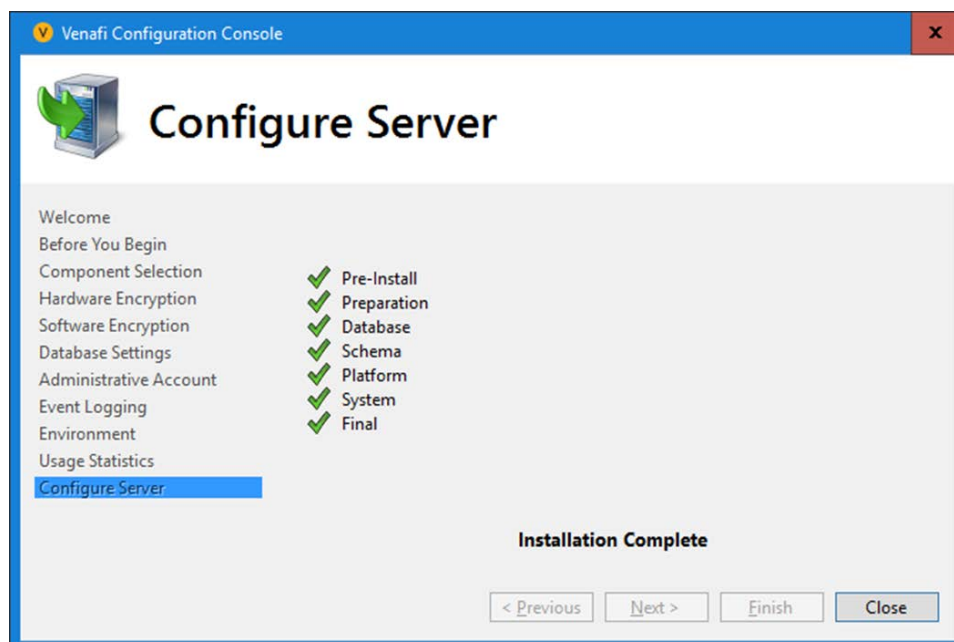 V Venafi Configuration Console x
Configure Server
Welcome
Before You Begin
Component Selection
Hardware Encryption
Software Encryption
Database Settings
Administrative Account
Event Logging
Environment
Usage Statistics
Configure Server
Pre-Install
Preparation
Database
Schema
Platform
System
Final
Installation Complete
< Previous Next > Finish Close